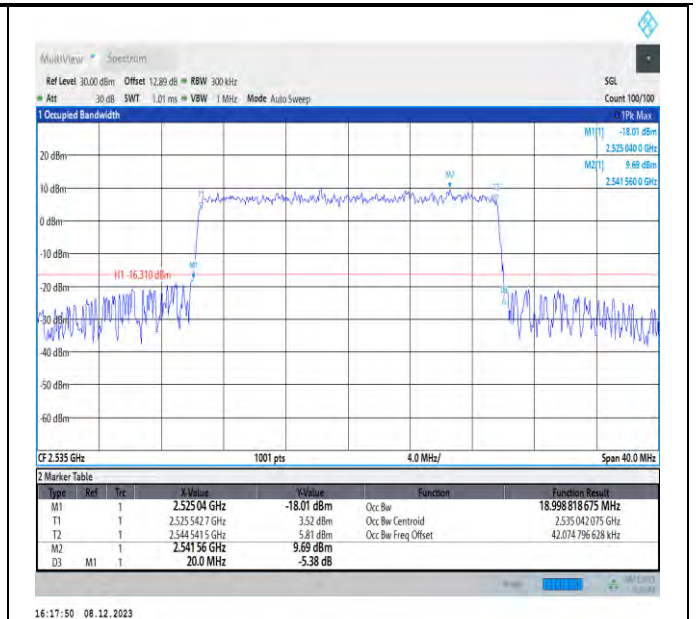 MultiView Spectrum
Ref Level 30.00 dBm Offset 12.89 dB RBW 300 kHz SGL
Att 30 dB SWT 1.01 ms VBW 1 MHz Mode Auto Sweep Count 100/100
1 Occupied Bandwidth 1Pk Max
M1[1] -18.01 dBm
2.525 040 0 GHz
M2[1] 9.69 dBm
2.541 560 0 GHz
20 dBm
10 dBm
0 dBm
-10 dBm
-20 dBm
-30 dBm
-40 dBm
-50 dBm
-60 dBm
M2
T1
M1
H1 -16.310 dBm
CF 2.535 GHz 1001 pts 4.0 MHz/ Span 40.0 MHz
2 Marker Table
Type Ref Trc X-Value Y-Value Function Function Result
M1 1 2.525 04 GHz -18.01 dBm Occ Bw 18.998 818 675 MHz
T1 1 2.525 542 7 GHz 3.52 dBm Occ Bw Centroid 2.535 042 075 GHz
T2 1 2.544 541 5 GHz 5.81 dBm Occ Bw Freq Offset 42.074 796 628 kHz
M2 1 2.541 56 GHz 9.69 dBm
D3 M1 1 20.0 MHz -5.38 dB
16:17:50 08.12.2023